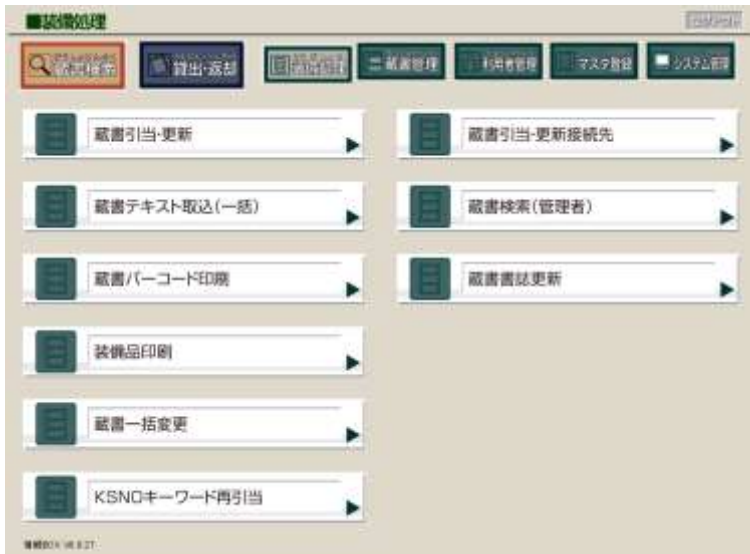 ■装備処理
貸出・返却
蔵書管理
利用者管理
マスタ登録
システム管理
蔵書引当・更新
蔵書引当・更新接続先
蔵書テキスト取込(一括)
蔵書検索(管理者)
蔵書バーコード印刷
蔵書書誌更新
装備品印刷
蔵書一括変更
KSNOキーワード再引当